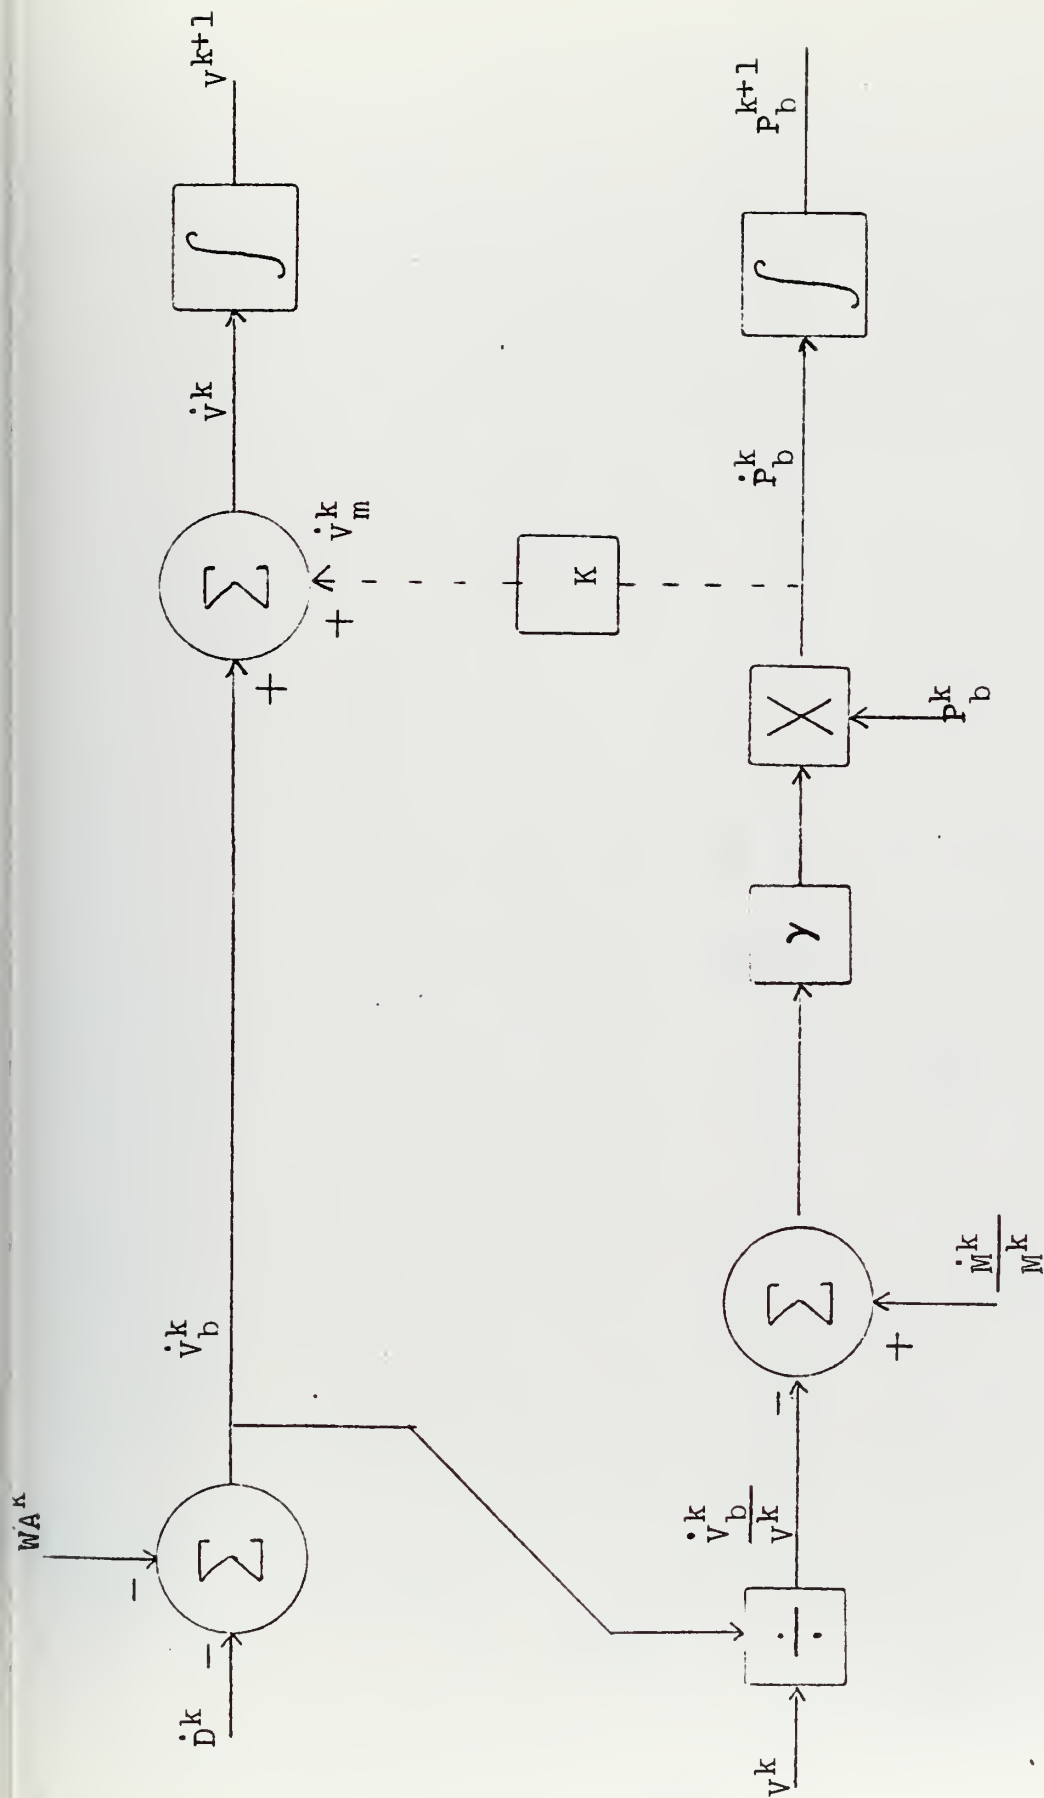 WA^K
−
Ḋ^k
−
Σ
V̇_b^k
+
Σ
+
V̇_m^k
V̇^k
∫
V^{k+1}
K
V^k
÷
V̇_b^k / V^k
−
Σ
+
Ṁ^k / M^k
γ
X
P_b^k
Ṗ_b^k
∫
P_b^{k+1}